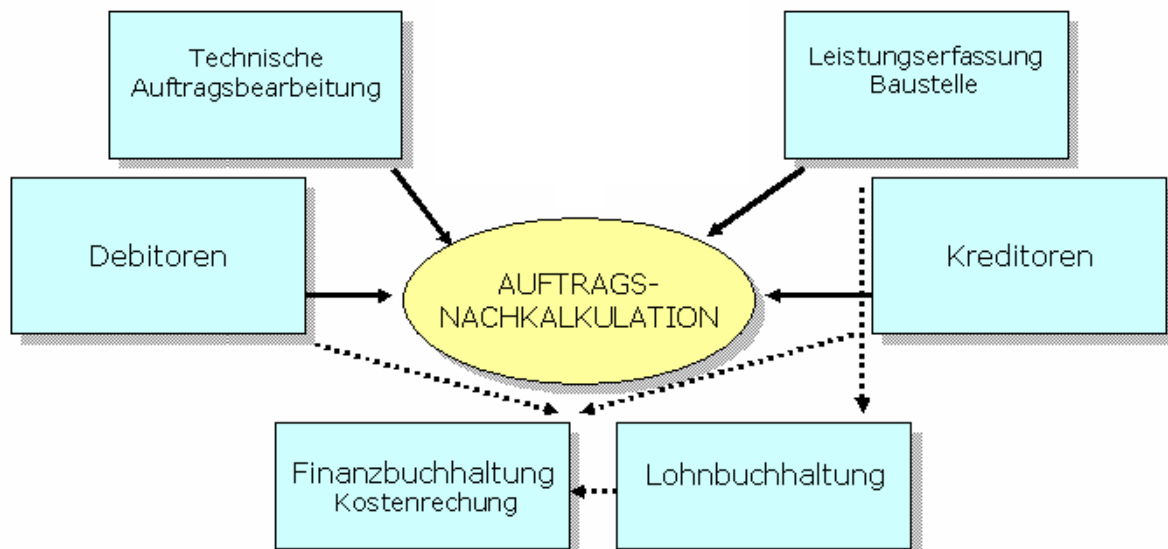 Technische
Auftragsbearbeitung
Leistungserfassung
Baustelle
Debitoren
AUFTRAGS-
NACHKALKULATION
Kreditoren
Finanzbuchhaltung
Kostenrechung
Lohnbuchhaltung